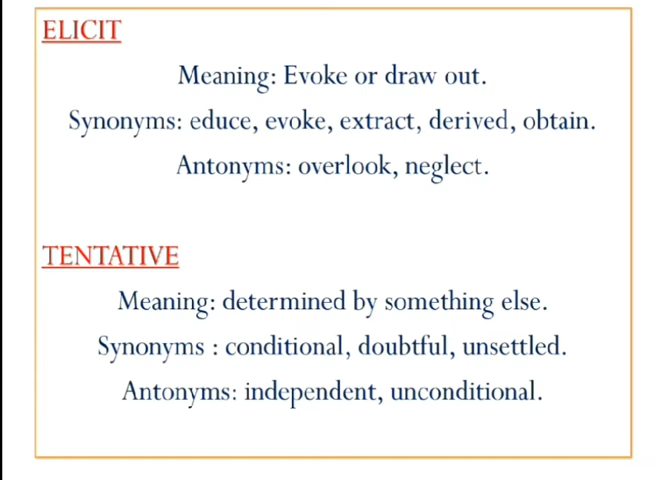 ELICIT
Meaning: Evoke or draw out.
Synonyms: educe, evoke, extract, derived, obtain.
Antonyms: overlook, neglect.
TENTATIVE
Meaning: determined by something else.
Synonyms : conditional, doubtful, unsettled.
Antonyms: independent, unconditional.